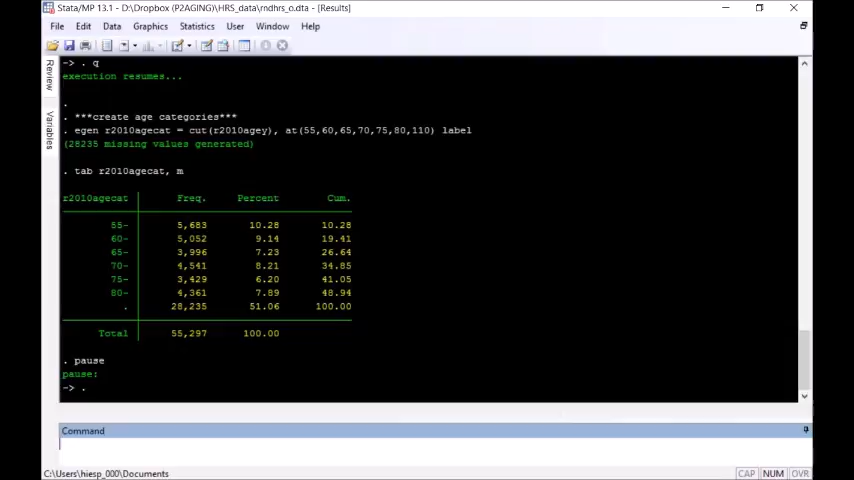 Stata/MP 13.1 - D:\Dropbox (P2AGING)\HRS_data\rndhrs_o.dta - [Results]
File Edit Data Graphics Statistics User Window Help
Review
Variables
-> . q
execution resumes...
.
. ***create age categories***
. egen r2010agecat = cut(r2010agey), at(55,60,65,70,75,80,110) label
(28235 missing values generated)
. tab r2010agecat, m
r2010agecat Freq. Percent Cum.
55- 5,683 10.28 10.28
60- 5,052 9.14 19.41
65- 3,996 7.23 26.64
70- 4,541 8.21 34.85
75- 3,429 6.20 41.05
80- 4,361 7.89 48.94
. 28,235 51.06 100.00
Total 55,297 100.00
. pause
pause:
-> .
Command
C:\Users\hiesp_000\Documents CAP NUM OVR